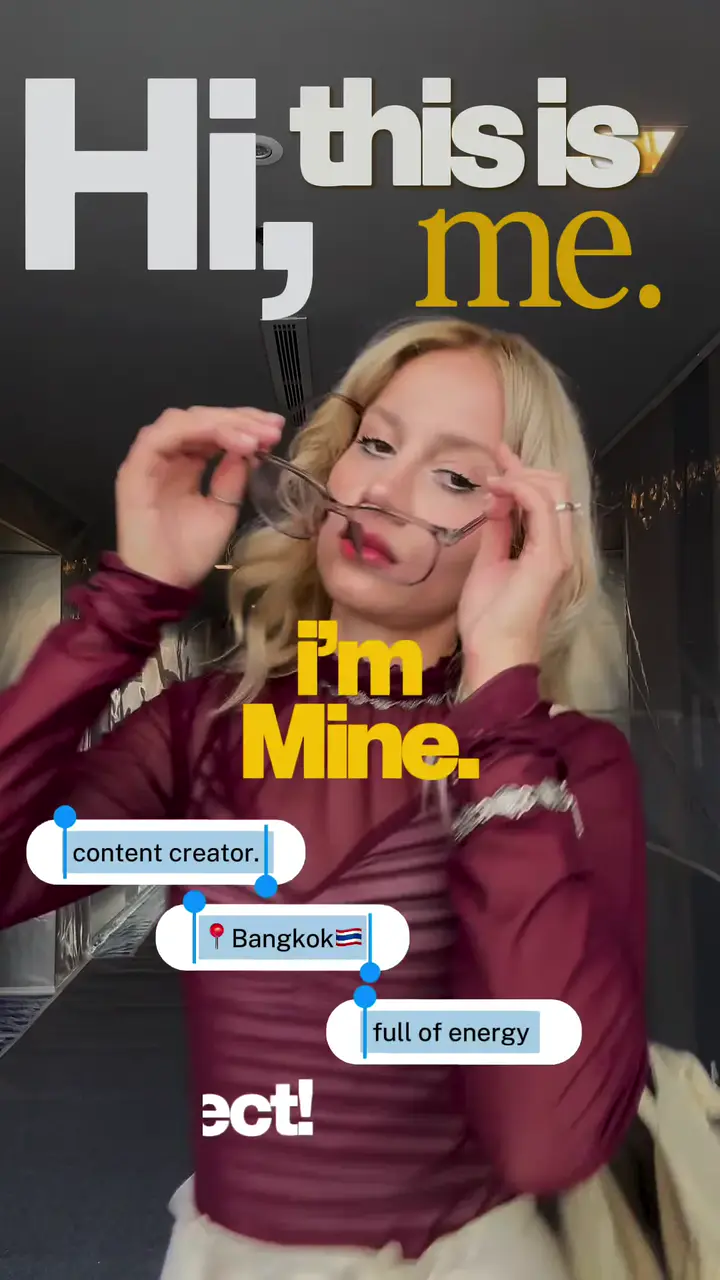 Hi, this is
me.
i'm
Mine.
content creator.
📍Bangkok🇹🇭
full of energy
ect!